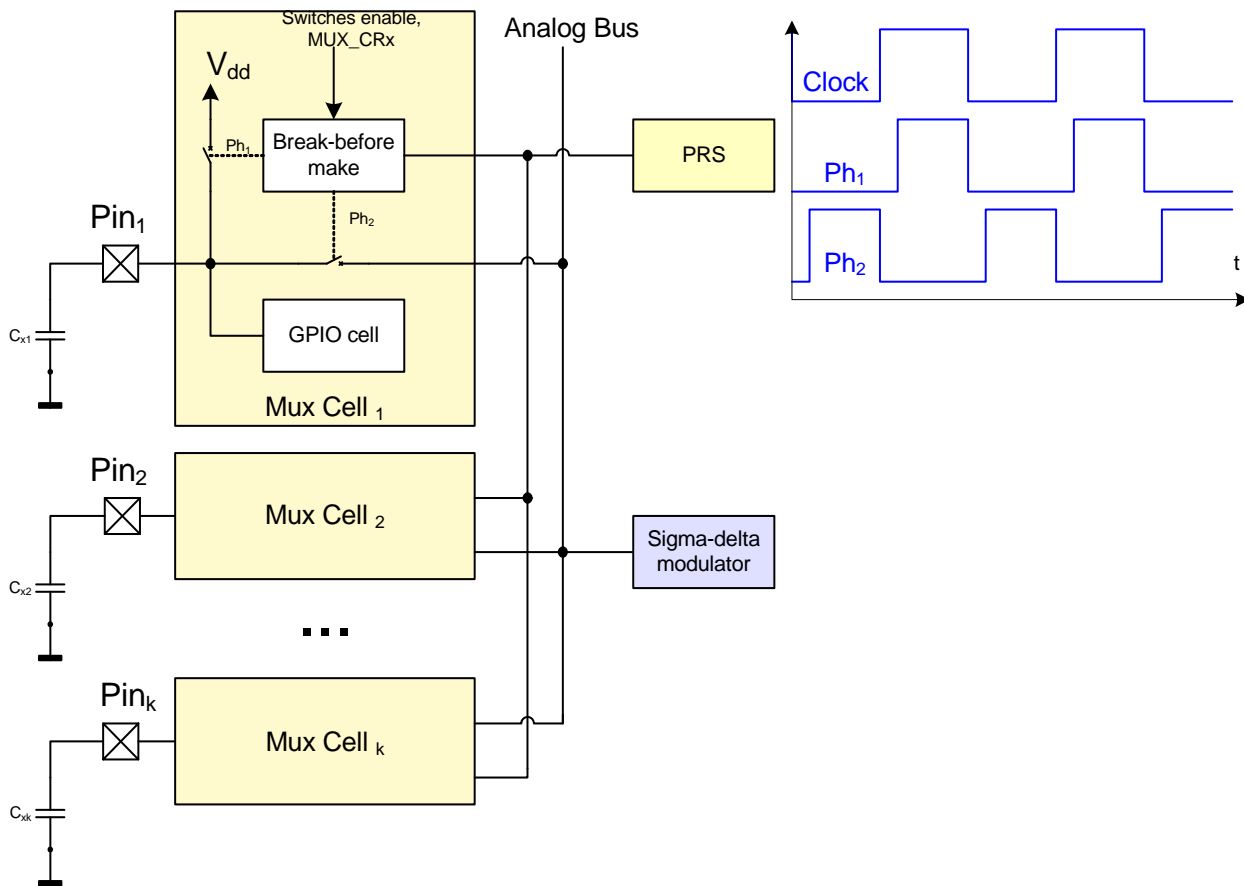 Switches enable,
MUX_CRx
Analog Bus
Vdd
Ph1
Break-before
make
Ph2
PRS
Pin1
Cx1
GPIO cell
Mux Cell 1
Clock
Ph1
Ph2
t
Pin2
Cx2
Mux Cell 2
Sigma-delta
modulator
...
Pink
Cxk
Mux Cell k